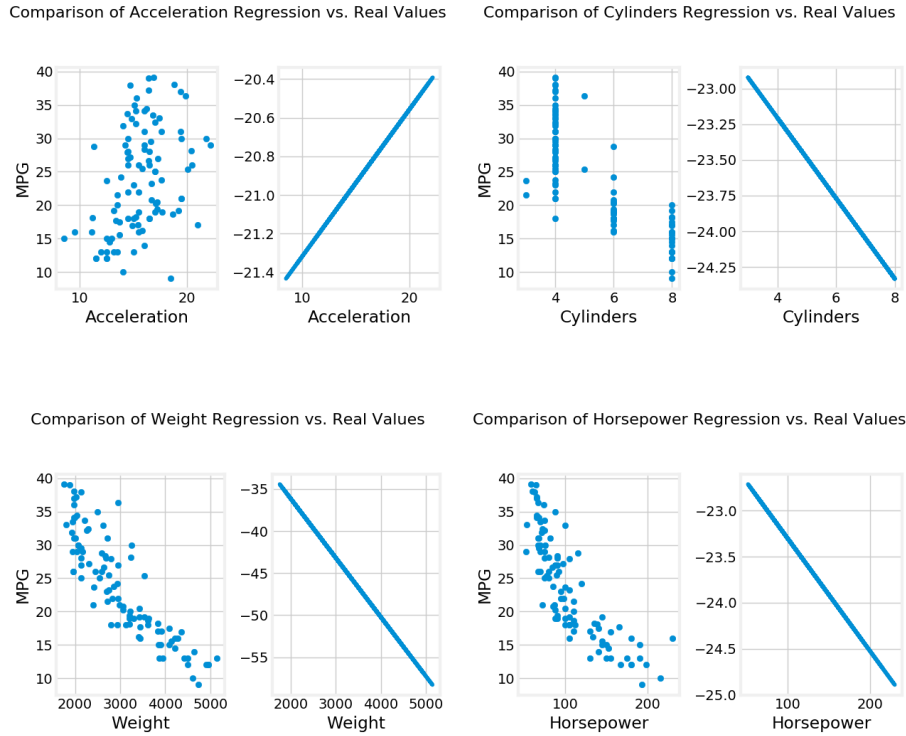 Comparison of Acceleration Regression vs. Real Values
40
35
30
25
20
15
10
MPG
10 20
Acceleration
−20.4
−20.6
−20.8
−21.0
−21.2
−21.4
10 20
Acceleration
Comparison of Cylinders Regression vs. Real Values
40
35
30
25
20
15
10
MPG
4 6 8
Cylinders
−23.00
−23.25
−23.50
−23.75
−24.00
−24.25
4 6 8
Cylinders
Comparison of Weight Regression vs. Real Values
40
35
30
25
20
15
10
MPG
2000 3000 4000 5000
Weight
−35
−40
−45
−50
−55
2000 3000 4000 5000
Weight
Comparison of Horsepower Regression vs. Real Values
40
35
30
25
20
15
10
MPG
100 200
Horsepower
−23.0
−23.5
−24.0
−24.5
−25.0
100 200
Horsepower